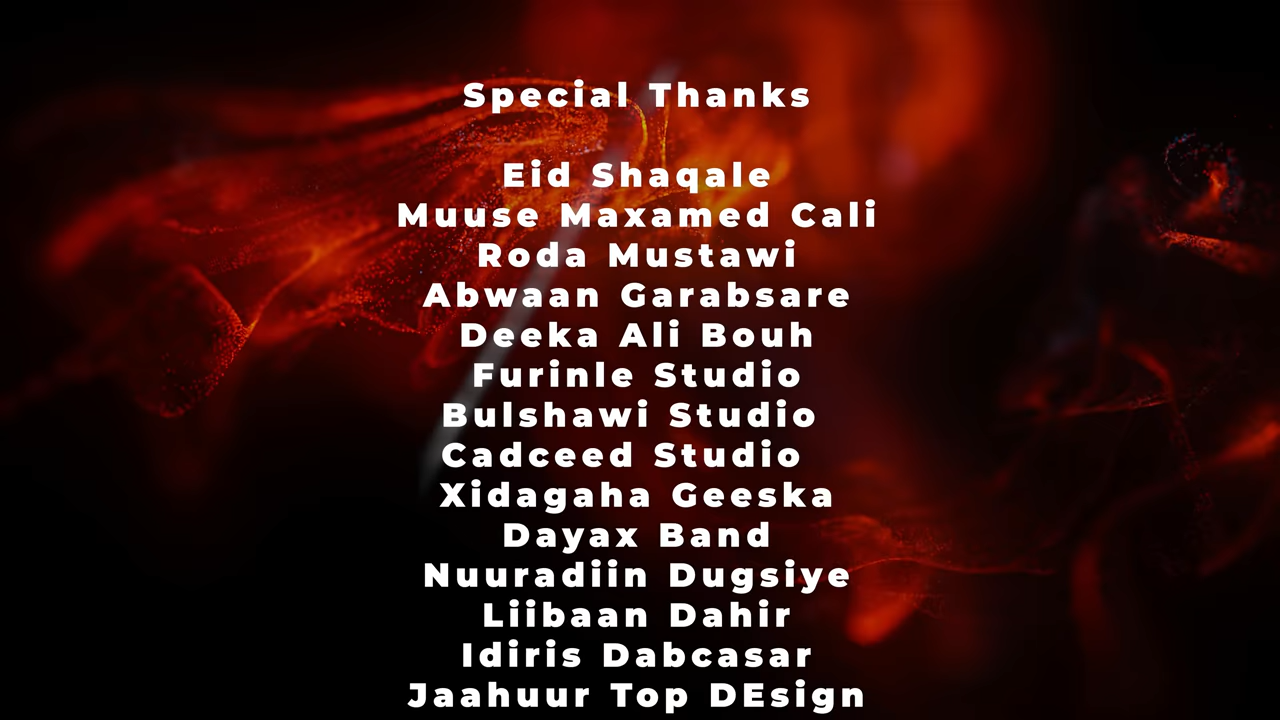 Special Thanks
Eid Shaqale
Muuse Maxamed Cali
Roda Mustawi
Abwaan Garabsare
Deeka Ali Bouh
Furinle Studio
Bulshawi Studio
Cadceed Studio
Xidagaha Geeska
Dayax Band
Nuuradiin Dugsiye
Liibaan Dahir
Idiris Dabcasar
Jaahuur Top DEsign